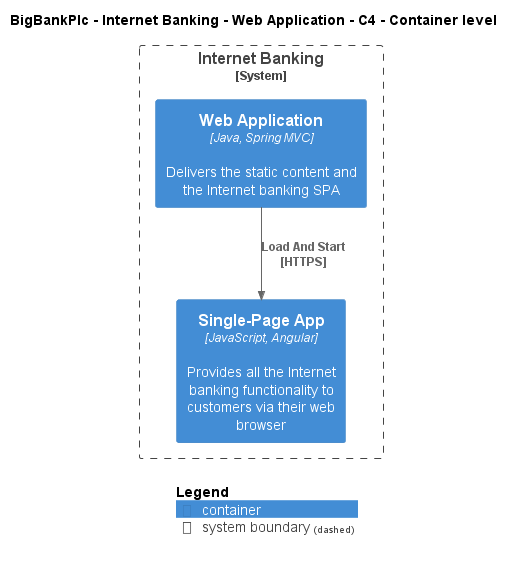 BigBankPlc - Internet Banking - Web Application - C4 - Container level
Internet Banking
[System]
Web Application
[Java, Spring MVC]
Delivers the static content and
the Internet banking SPA
Load And Start
[HTTPS]
Single-Page App
[JavaScript, Angular]
Provides all the Internet
banking functionality to
customers via their web
browser
Legend
container
system boundary (dashed)